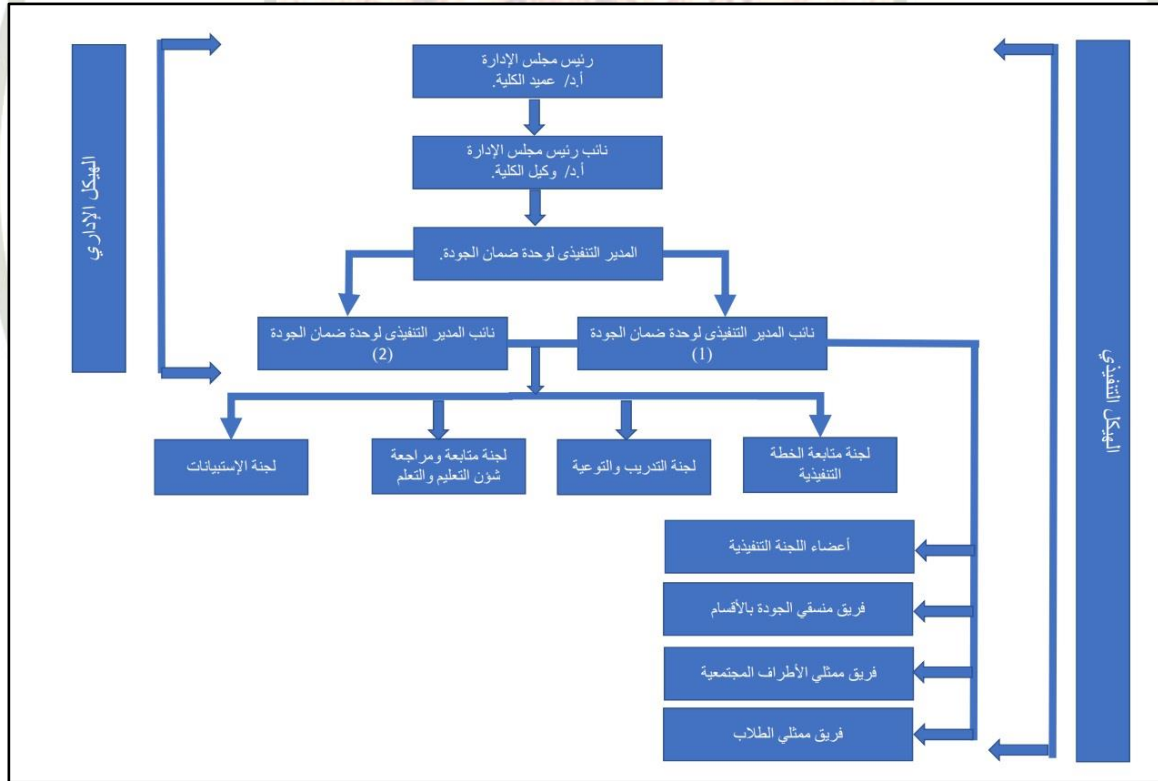 رئيس مجلس الإدارة
أ.د/ عميد الكلية.
نائب رئيس مجلس الإدارة
أ.د/ وكيل الكلية.
المدير التنفيذى لوحدة ضمان الجودة.
نائب المدير التنفيذى لوحدة ضمان الجودة
(1)
نائب المدير التنفيذى لوحدة ضمان الجودة
(2)
لجنة متابعة الخطة
التنفيذية
لجنة التدريب والتوعية
لجنة متابعة ومراجعة
شؤن التعليم والتعلم
لجنة الإستبيانات
أعضاء اللجنة التنفيذية
فريق منسقي الجودة بالأقسام
فريق ممثلي الأطراف المجتمعية
فريق ممثلي الطلاب
الهيكل التنفيذي
الهيكل الإداري